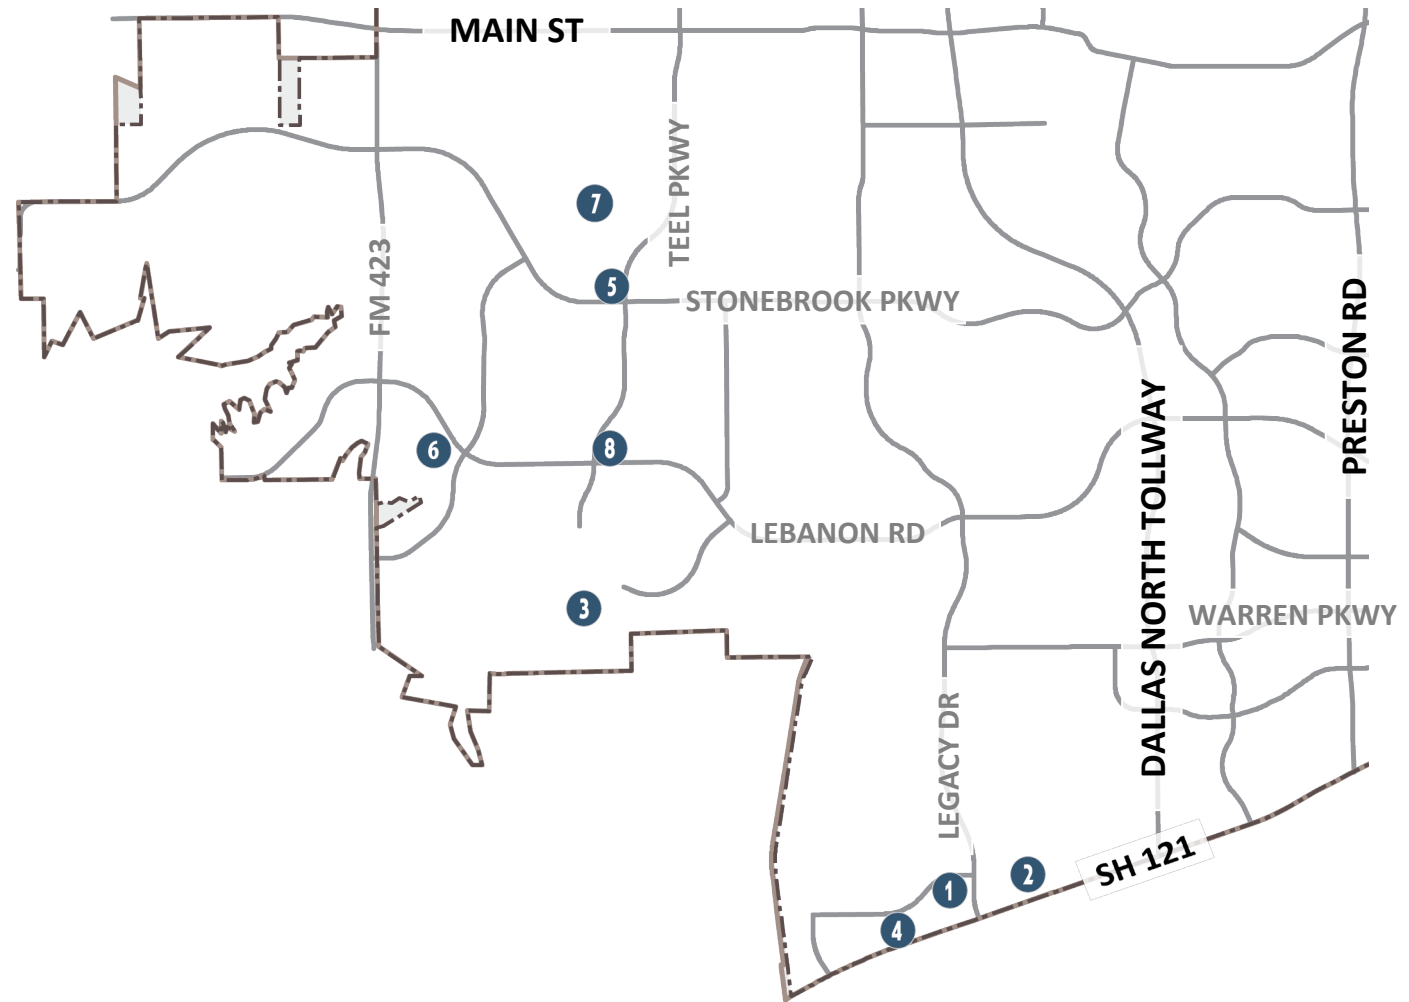 MAIN ST
TEEL PKWY
7
FM 423
5
STONEBROOK PKWY
PRESTON RD
DALLAS NORTH TOLLWAY
6
8
LEBANON RD
3
WARREN PKWY
LEGACY DR
SH 121
2
1
4